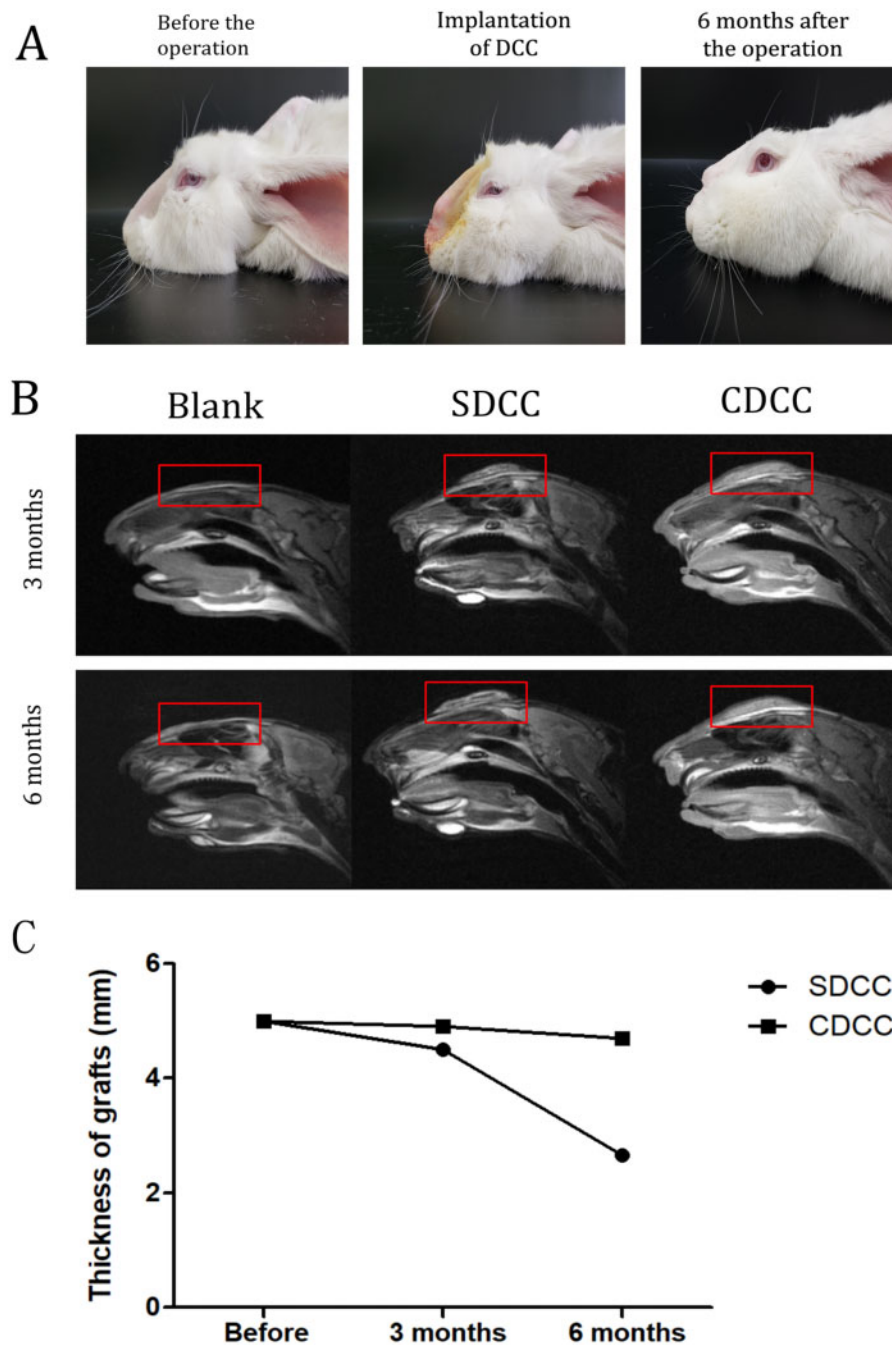 A
Before the
operation
Implantation
of DCC
6 months after
the operation
B
Blank
SDCC
CDCC
3 months
6 months
C
Thickness of grafts (mm)
6
4
2
0
Before
3 months
6 months
SDCC
CDCC